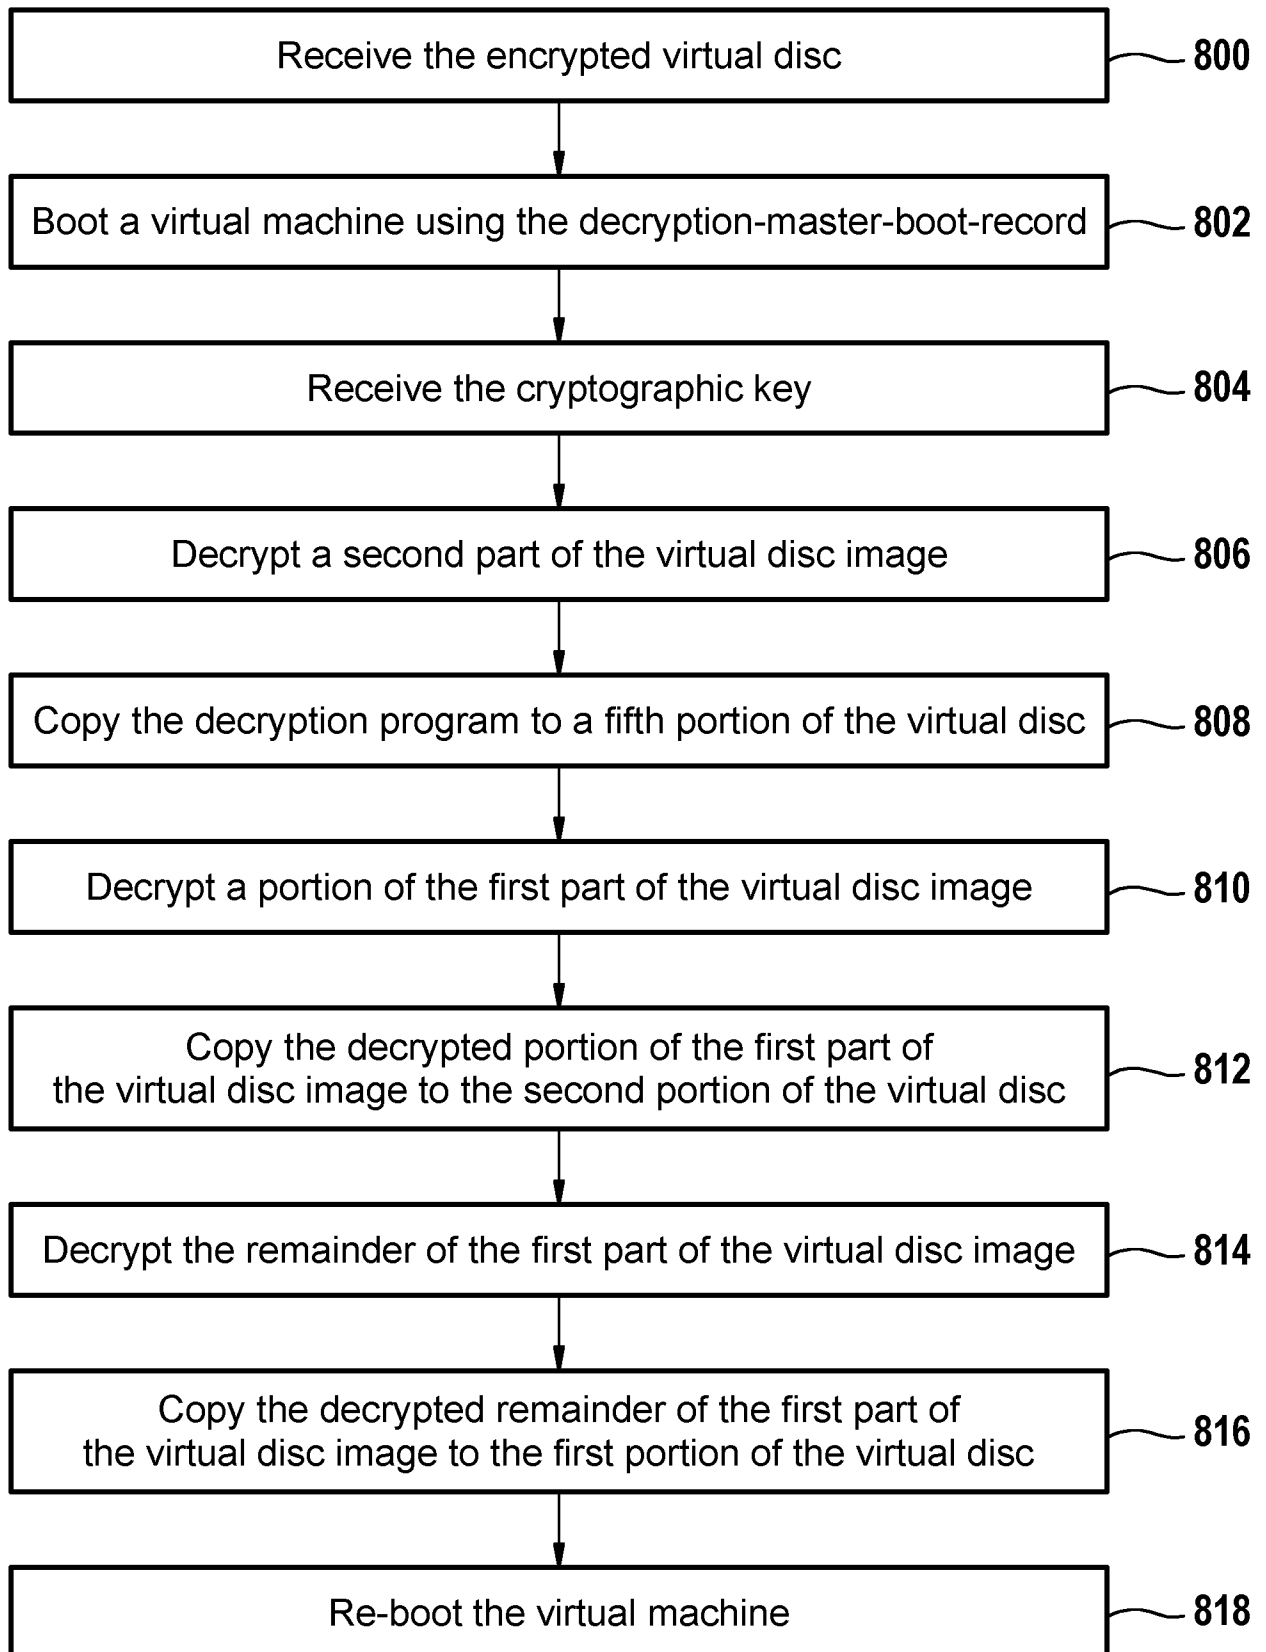 Receive the encrypted virtual disc
800
Boot a virtual machine using the decryption-master-boot-record
802
Receive the cryptographic key
804
Decrypt a second part of the virtual disc image
806
Copy the decryption program to a fifth portion of the virtual disc
808
Decrypt a portion of the first part of the virtual disc image
810
Copy the decrypted portion of the first part of
the virtual disc image to the second portion of the virtual disc
812
Decrypt the remainder of the first part of the virtual disc image
814
Copy the decrypted remainder of the first part of
the virtual disc image to the first portion of the virtual disc
816
Re-boot the virtual machine
818